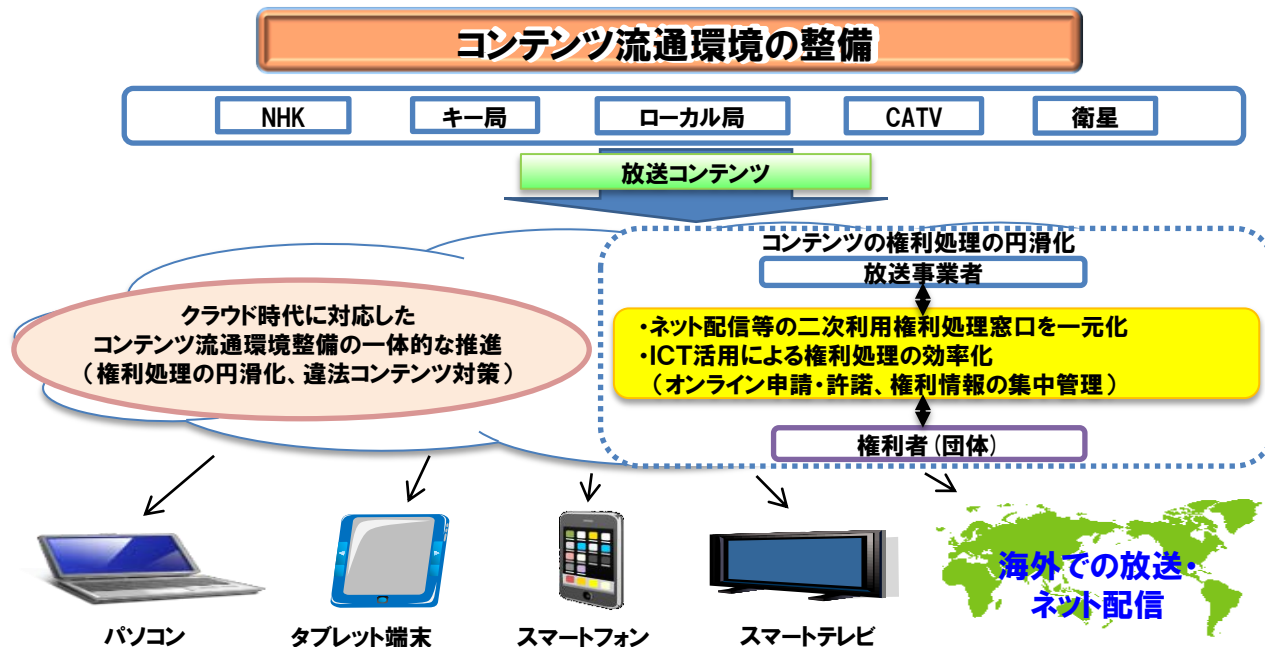 コンテンツ流通環境の整備
NHK
キー局
ローカル局
CATV
衛星
放送コンテンツ
コンテンツの権利処理の円滑化
放送事業者
クラウド時代に対応した
コンテンツ流通環境整備の一体的な推進
（権利処理の円滑化、違法コンテンツ対策）
・ネット配信等の二次利用権利処理窓口を一元化
・ICT活用による権利処理の効率化
（オンライン申請・許諾、権利情報の集中管理）
権利者(団体)
海外での放送・
ネット配信
パソコン
タブレット端末
スマートフォン
スマートテレビ